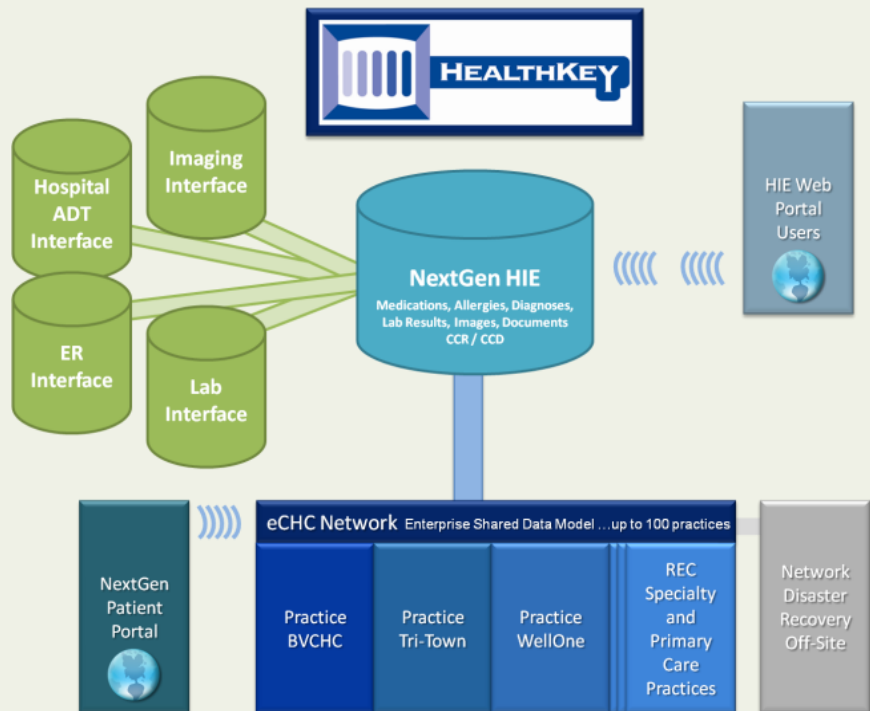 HEALTHKEY
Imaging
Interface
Hospital
ADT
Interface
HIE Web
Portal
Users
NextGen HIE
Medications, Allergies, Diagnoses,
Lab Results, Images, Documents
CCR / CCD
ER
Interface
Lab
Interface
eCHC Network Enterprise Shared Data Model ...up to 100 practices
NextGen
Patient
Portal
Practice
BVCHC
Practice
Tri-Town
Practice
WellOne
REC
Specialty
and
Primary
Care
Practices
Network
Disaster
Recovery
Off-Site